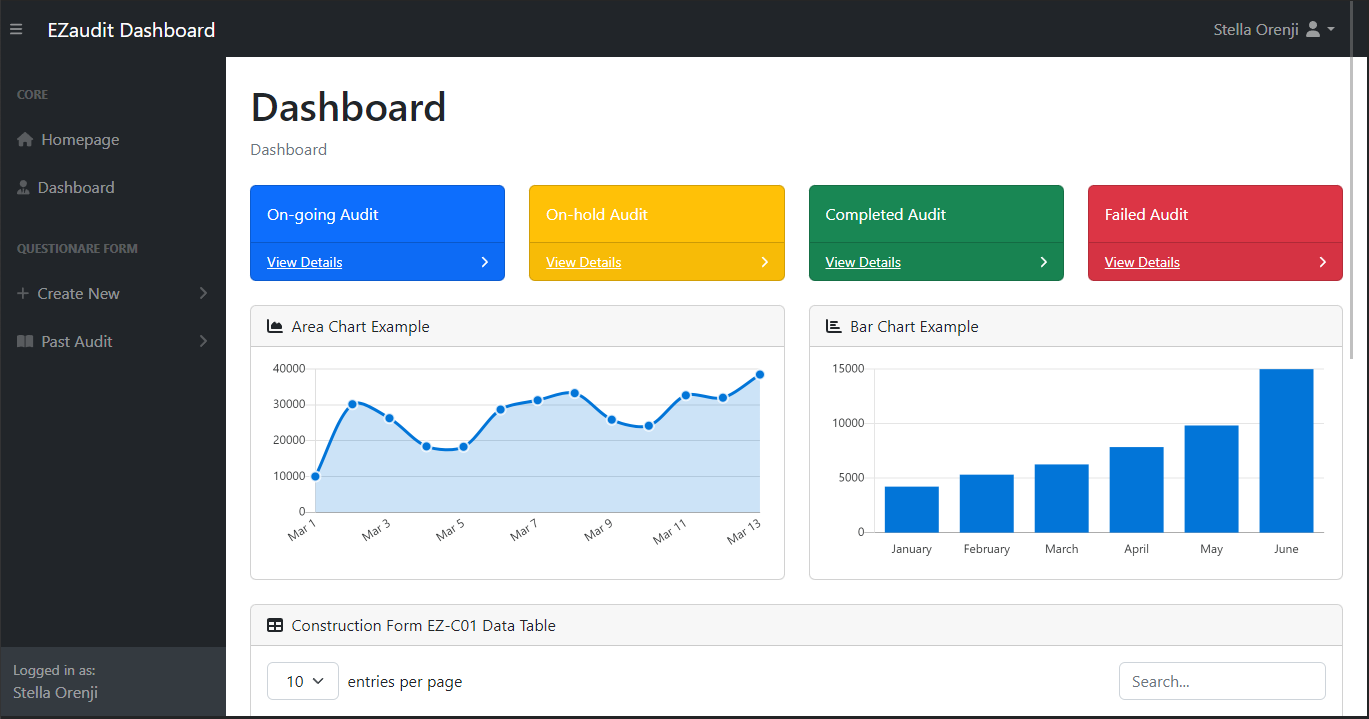 EZaudit Dashboard
Stella Orenji
CORE
Homepage
Dashboard
QUESTIONARE FORM
Create New
Past Audit
Logged in as:
Stella Orenji
Dashboard
Dashboard
On-going Audit
View Details
On-hold Audit
View Details
Completed Audit
View Details
Failed Audit
View Details
Area Chart Example
40000
30000
20000
10000
0
Mar 1 Mar 3 Mar 5 Mar 7 Mar 9 Mar 11 Mar 13
Bar Chart Example
15000
10000
5000
0
January February March April May June
Construction Form EZ-C01 Data Table
10 entries per page
Search...